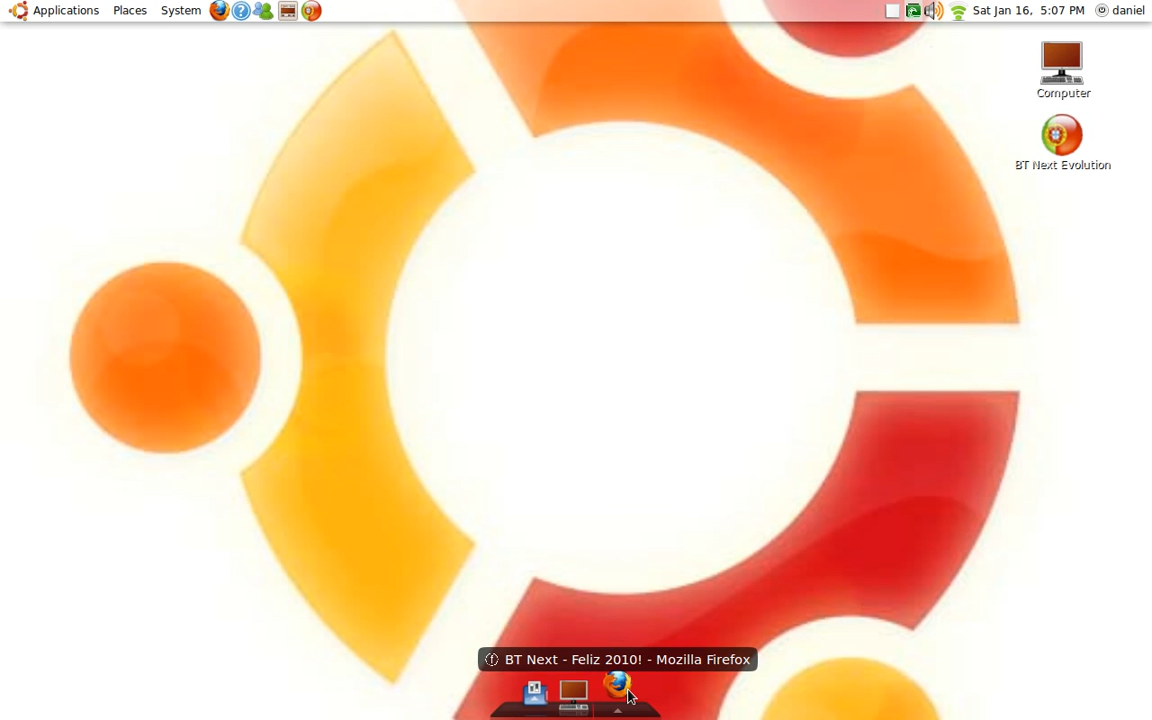 Applications Places System Sat Jan 16, 5:07 PM daniel
Computer
BT Next Evolution
BT Next - Feliz 2010! - Mozilla Firefox